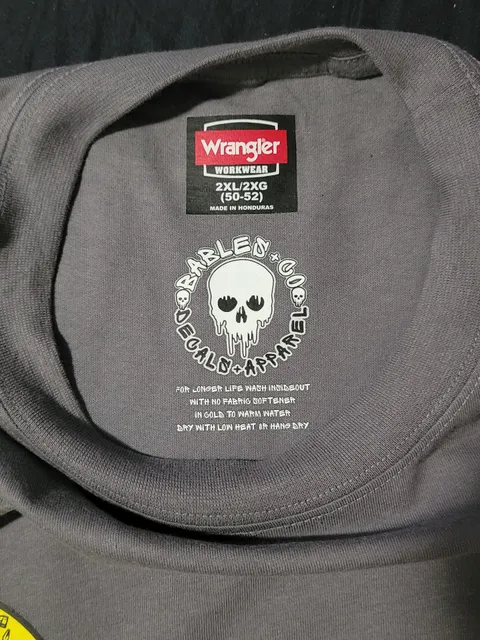 Wrangler
WORKWEAR
2XL/2XG
(50-52)
MADE IN HONDURAS
BARLES + CO
DECALS + APPAREL
FOR LONGER LIFE WASH INSIDEOUT
WITH NO FABRIC SOFTENER
IN COLD TO WARM WATER
DRY WITH LOW HEAT OR HANG DRY